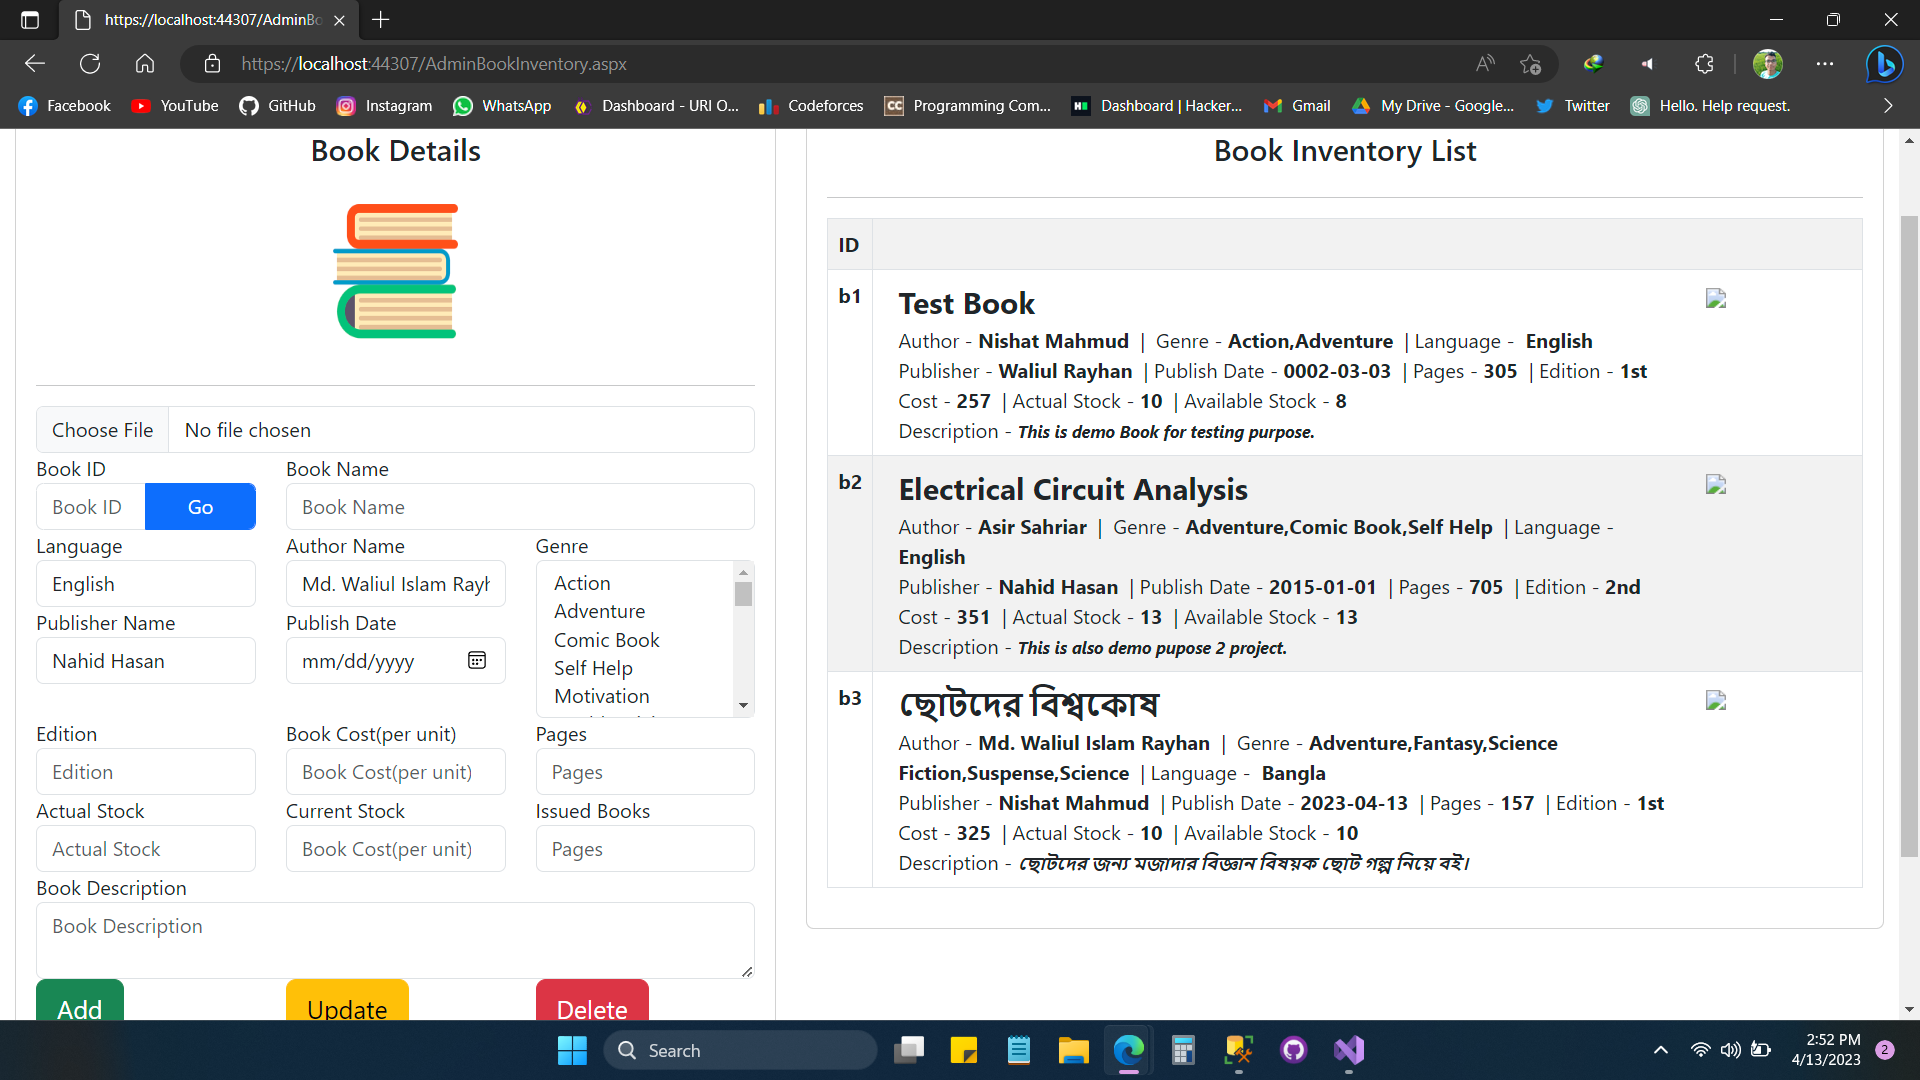 https://localhost:44307/AdminBo
https://localhost:44307/AdminBookInventory.aspx
Facebook YouTube GitHub Instagram WhatsApp Dashboard - URI O... Codeforces Programming Com... Dashboard | Hacker... Gmail My Drive - Google... Twitter Hello. Help request.
Book Details
Choose File No file chosen
Book ID Book Name
Book ID Go Book Name
Language Author Name Genre
English Md. Waliul Islam Rayh
Action
Adventure
Comic Book
Self Help
Motivation
Publisher Name Publish Date
Nahid Hasan mm/dd/yyyy
Edition Book Cost(per unit) Pages
Edition Book Cost(per unit) Pages
Actual Stock Current Stock Issued Books
Actual Stock Book Cost(per unit) Pages
Book Description
Book Description
Add Update Delete
Book Inventory List
ID
b1 Test Book
Author - Nishat Mahmud | Genre - Action,Adventure | Language - English
Publisher - Waliul Rayhan | Publish Date - 0002-03-03 | Pages - 305 | Edition - 1st
Cost - 257 | Actual Stock - 10 | Available Stock - 8
Description - This is demo Book for testing purpose.
b2 Electrical Circuit Analysis
Author - Asir Sahriar | Genre - Adventure,Comic Book,Self Help | Language -
English
Publisher - Nahid Hasan | Publish Date - 2015-01-01 | Pages - 705 | Edition - 2nd
Cost - 351 | Actual Stock - 13 | Available Stock - 13
Description - This is also demo pupose 2 project.
b3 ছোটদের বিশ্বকোষ
Author - Md. Waliul Islam Rayhan | Genre - Adventure,Fantasy,Science
Fiction,Suspense,Science | Language - Bangla
Publisher - Nishat Mahmud | Publish Date - 2023-04-13 | Pages - 157 | Edition - 1st
Cost - 325 | Actual Stock - 10 | Available Stock - 10
Description - ছোটদের জন্য মজাদার বিজ্ঞান বিষয়ক ছোট গল্প নিয়ে বই।
Search
2:52 PM
4/13/2023
2